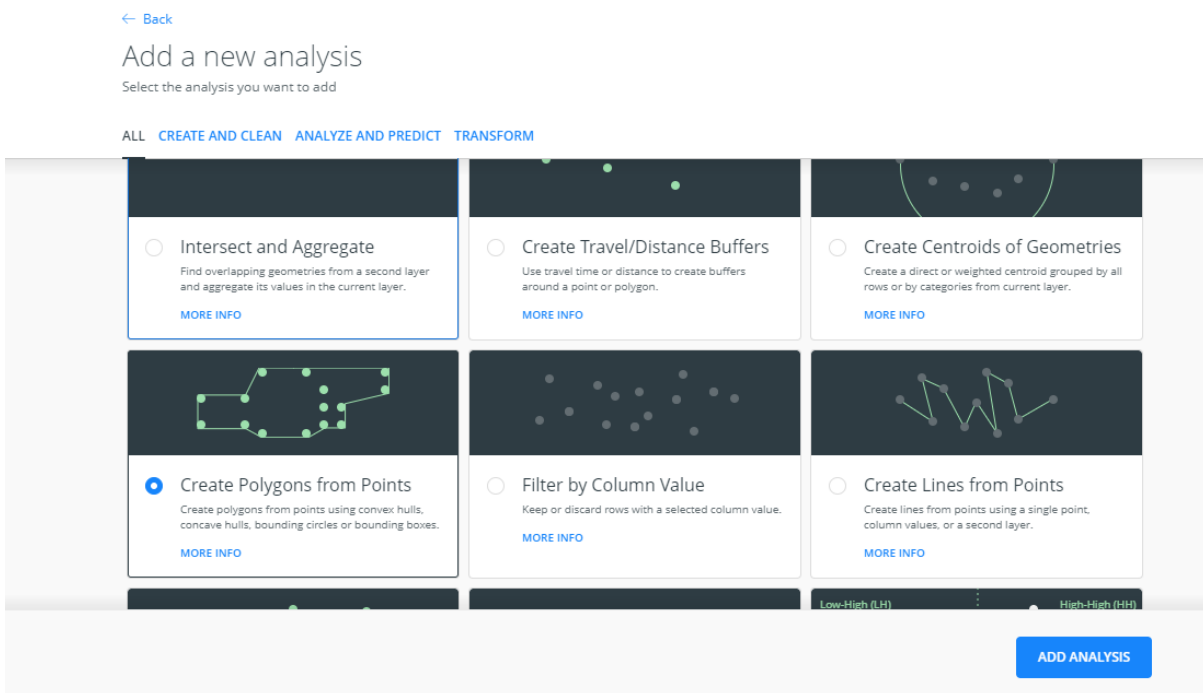 ← Back
Add a new analysis
Select the analysis you want to add
ALL CREATE AND CLEAN ANALYZE AND PREDICT TRANSFORM
Intersect and Aggregate
Find overlapping geometries from a second layer
and aggregate its values in the current layer.
MORE INFO
Create Travel/Distance Buffers
Use travel time or distance to create buffers
around a point or polygon.
MORE INFO
Create Centroids of Geometries
Create a direct or weighted centroid grouped by all
rows or by categories from current layer.
MORE INFO
Create Polygons from Points
Create polygons from points using convex hulls,
concave hulls, bounding circles or bounding boxes.
MORE INFO
Filter by Column Value
Keep or discard rows with a selected column value.
MORE INFO
Create Lines from Points
Create lines from points using a single point,
column values, or a second layer.
MORE INFO
Low-High (LH) High-High (HH)
ADD ANALYSIS